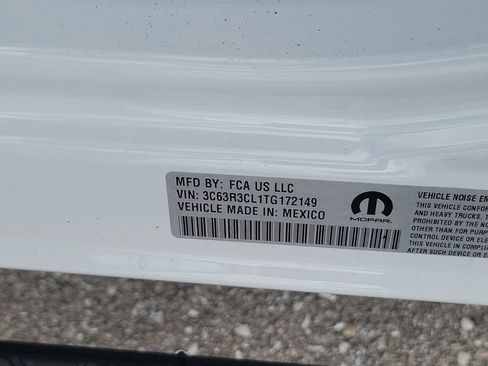 MFD BY: FCA US LLC
VIN: 3C63R3CL1TG172149
VEHICLE MADE IN: MEXICO
MOPAR
VEHICLE NOISE EM
THIS VEHICLE CONFOR
AND HEAVY TRUCKS. T
PROHIBITED BY THE NO
OTHER THAN FOR PURP
CONTROL DEVICE OR ELE
THIS VEHICLE IN COMPLIA
AFTER SUCH DEVICE OR E